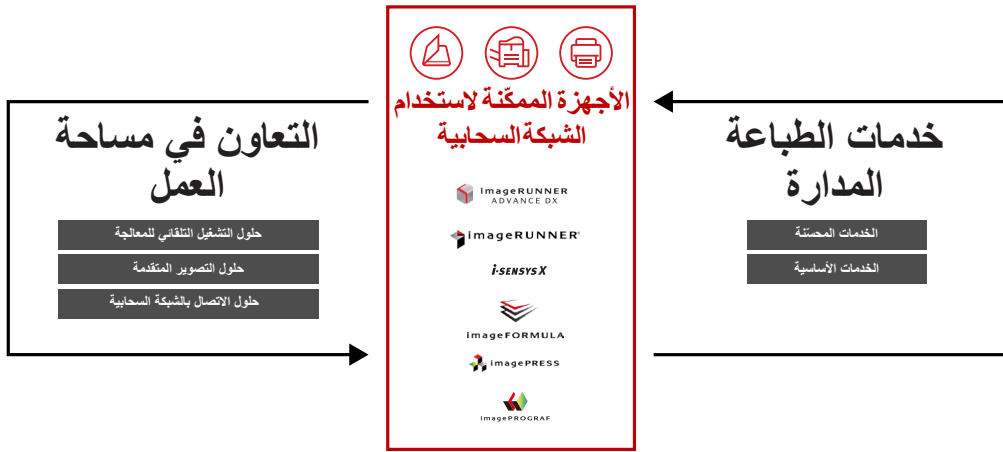 خدمات الطباعة
المدارة
الخدمات المحسّنة
الخدمات الأساسية
الأجهزة الممكّنة لاستخدام
الشبكة السحابية
imageRUNNER
ADVANCE DX
imageRUNNER®
i-SENSYS X
imageFORMULA
imagePRESS
imagePROGRAF
التعاون في مساحة
العمل
حلول التشغيل التلقائي للمعالجة
حلول التصوير المتقدمة
حلول الاتصال بالشبكة السحابية